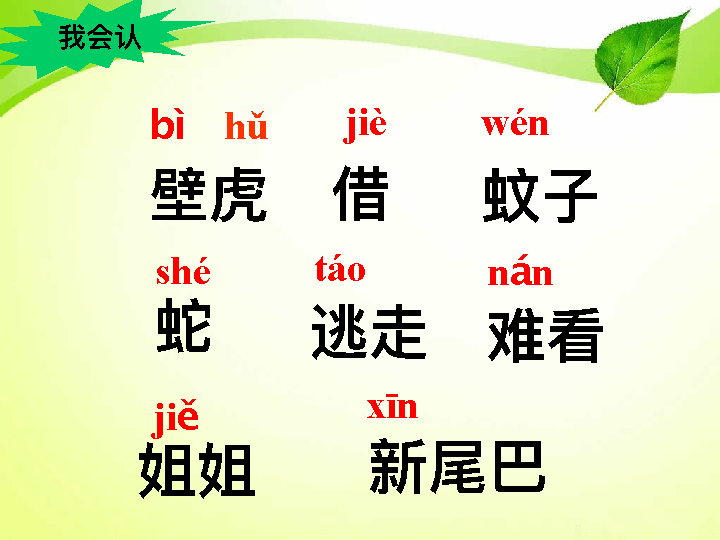 我会认
bì hǔ jiè wén
壁虎 借 蚊子
shé táo nán
蛇 逃走 难看
jiě xīn
姐姐 新尾巴